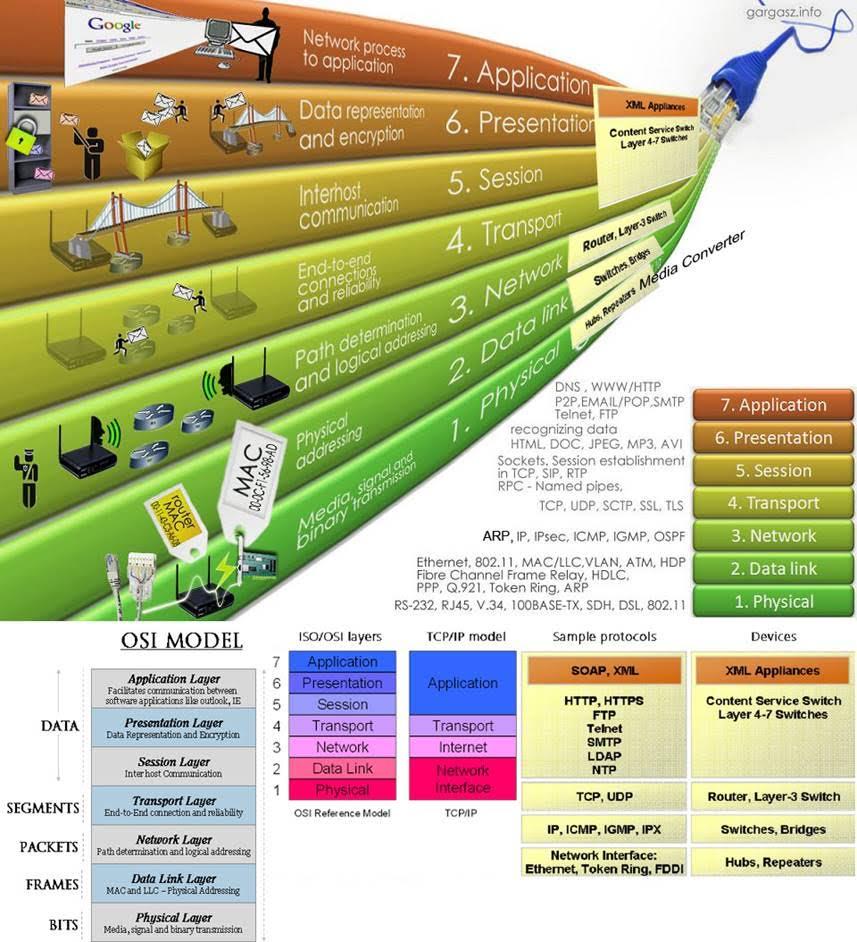 gargasz.info
Google
Network process
to application
7. Application
Data representation
and encryption
6. Presentation
XML Appliances
Content Service Switch
Layer 4-7 Switches
Interhost
communication
5. Session
End-to-end
connections
and reliability
4. Transport
Router, Layer-3 Switch
Path determination
and logical addressing
3. Network
Switches, Bridges
Physical
addressing
2. Data link
Hubs, Repeaters
Media Converter
Media, signal and
binary transmission
1. Physical
MAC
router
MAC
DNS , WWW/HTTP
P2P,EMAIL/POP,SMTP
Telnet, FTP
7. Application
recognizing data
HTML, DOC, JPEG, MP3, AVI
6. Presentation
Sockets, Session establishment
in TCP, SIP, RTP
RPC - Named pipes,
5. Session
TCP, UDP, SCTP, SSL, TLS
4. Transport
ARP, IP, IPsec, ICMP, IGMP, OSPF
3. Network
Ethernet, 802.11, MAC/LLC,VLAN, ATM, HDP
Fibre Channel Frame Relay, HDLC,
PPP, Q.921, Token Ring, ARP
2. Data link
RS-232, RJ45, V.34, 100BASE-TX, SDH, DSL, 802.11
1. Physical
OSI MODEL
DATA
Application Layer
Facilitates communication between
software applications like outlook, IE
Presentation Layer
Data Representation and Encryption
Session Layer
Inter host Communication
SEGMENTS
Transport Layer
End-to-End connection and reliability
PACKETS
Network Layer
Path determination and logical addressing
FRAMES
Data Link Layer
MAC and LLC – Physical Addressing
BITS
Physical Layer
Media, signal and binary transmission
ISO/OSI layers
7 Application
6 Presentation
5 Session
4 Transport
3 Network
2 Data Link
1 Physical
OSI Reference Model
TCP/IP model
Application
Transport
Internet
Network
Interface
TCP/IP
Sample protocols
SOAP, XML
HTTP, HTTPS
FTP
Telnet
SMTP
LDAP
NTP
TCP, UDP
IP, ICMP, IGMP, IPX
Network Interface:
Ethernet, Token Ring, FDDI
Devices
XML Appliances
Content Service Switch
Layer 4-7 Switches
Router, Layer-3 Switch
Switches, Bridges
Hubs, Repeaters